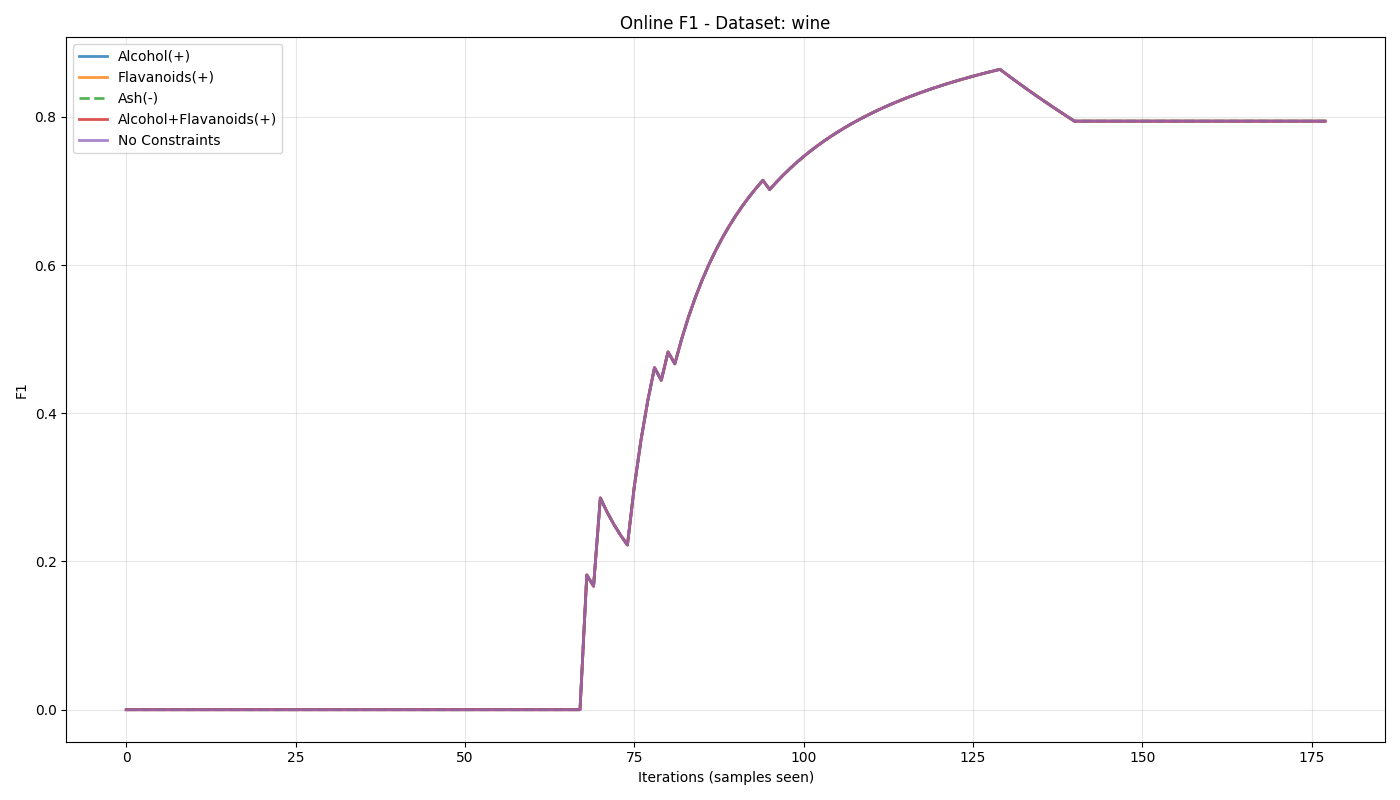 Online F1 - Dataset: wine
Alcohol(+)
Flavanoids(+)
Ash(-)
Alcohol+Flavanoids(+)
No Constraints
F1
0.8
0.6
0.4
0.2
0.0
0 25 50 75 100 125 150 175
Iterations (samples seen)